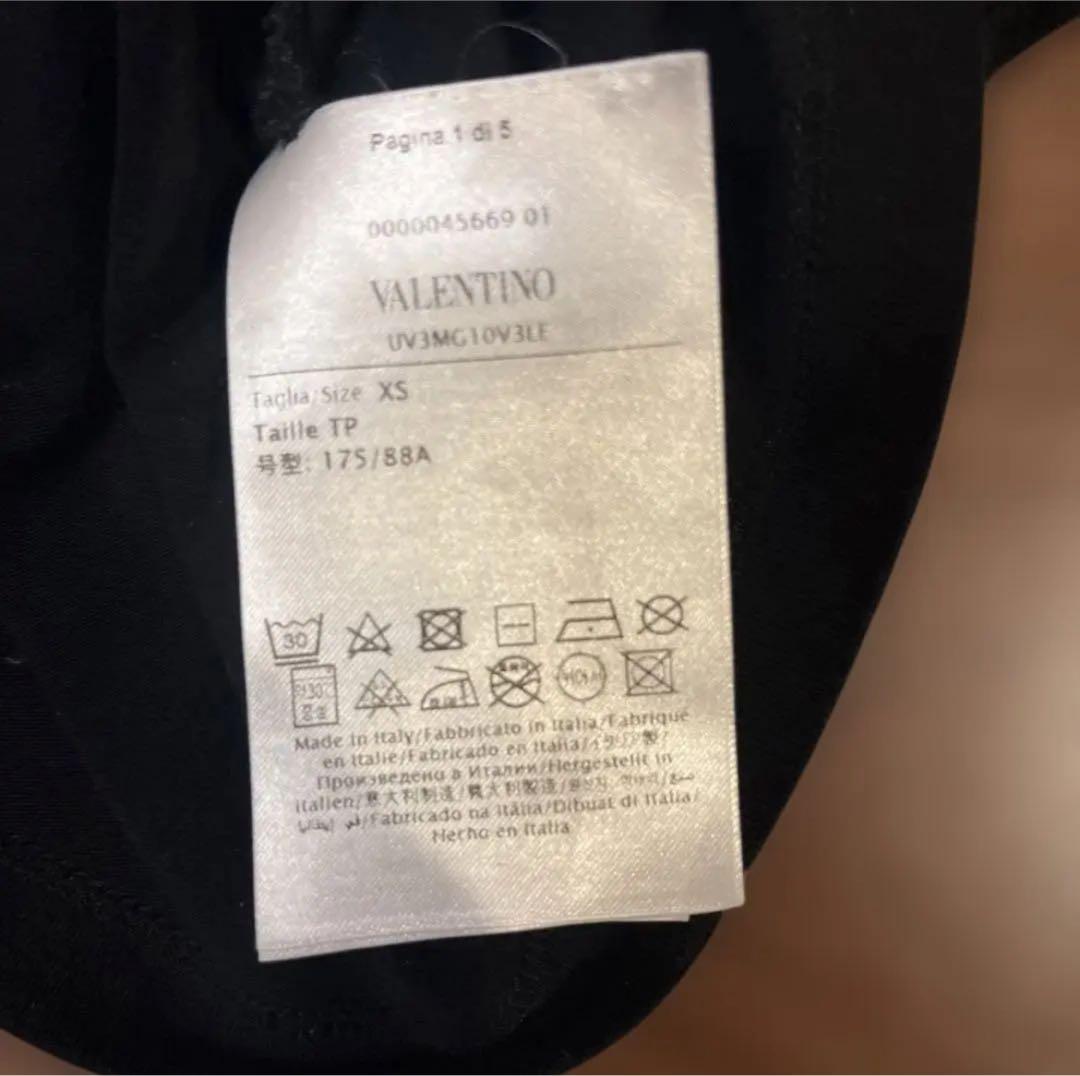 Pagina 1 di 5
0000045669 01
VALENTINO
UV3MG10V3LE
Taglia/Size XS
Taille TP
号型: 175/88A
30
Made in Italy/Fabbricato in Italia/Fabriqué
en Italie/Fabricado en Italia/イタリア製/
Произведено в Италии/Hergestellt in
Italien/意大利制造/義大利製造/
/Fabricado na Itália/Dibuat di Italia/
Hecho en Italia